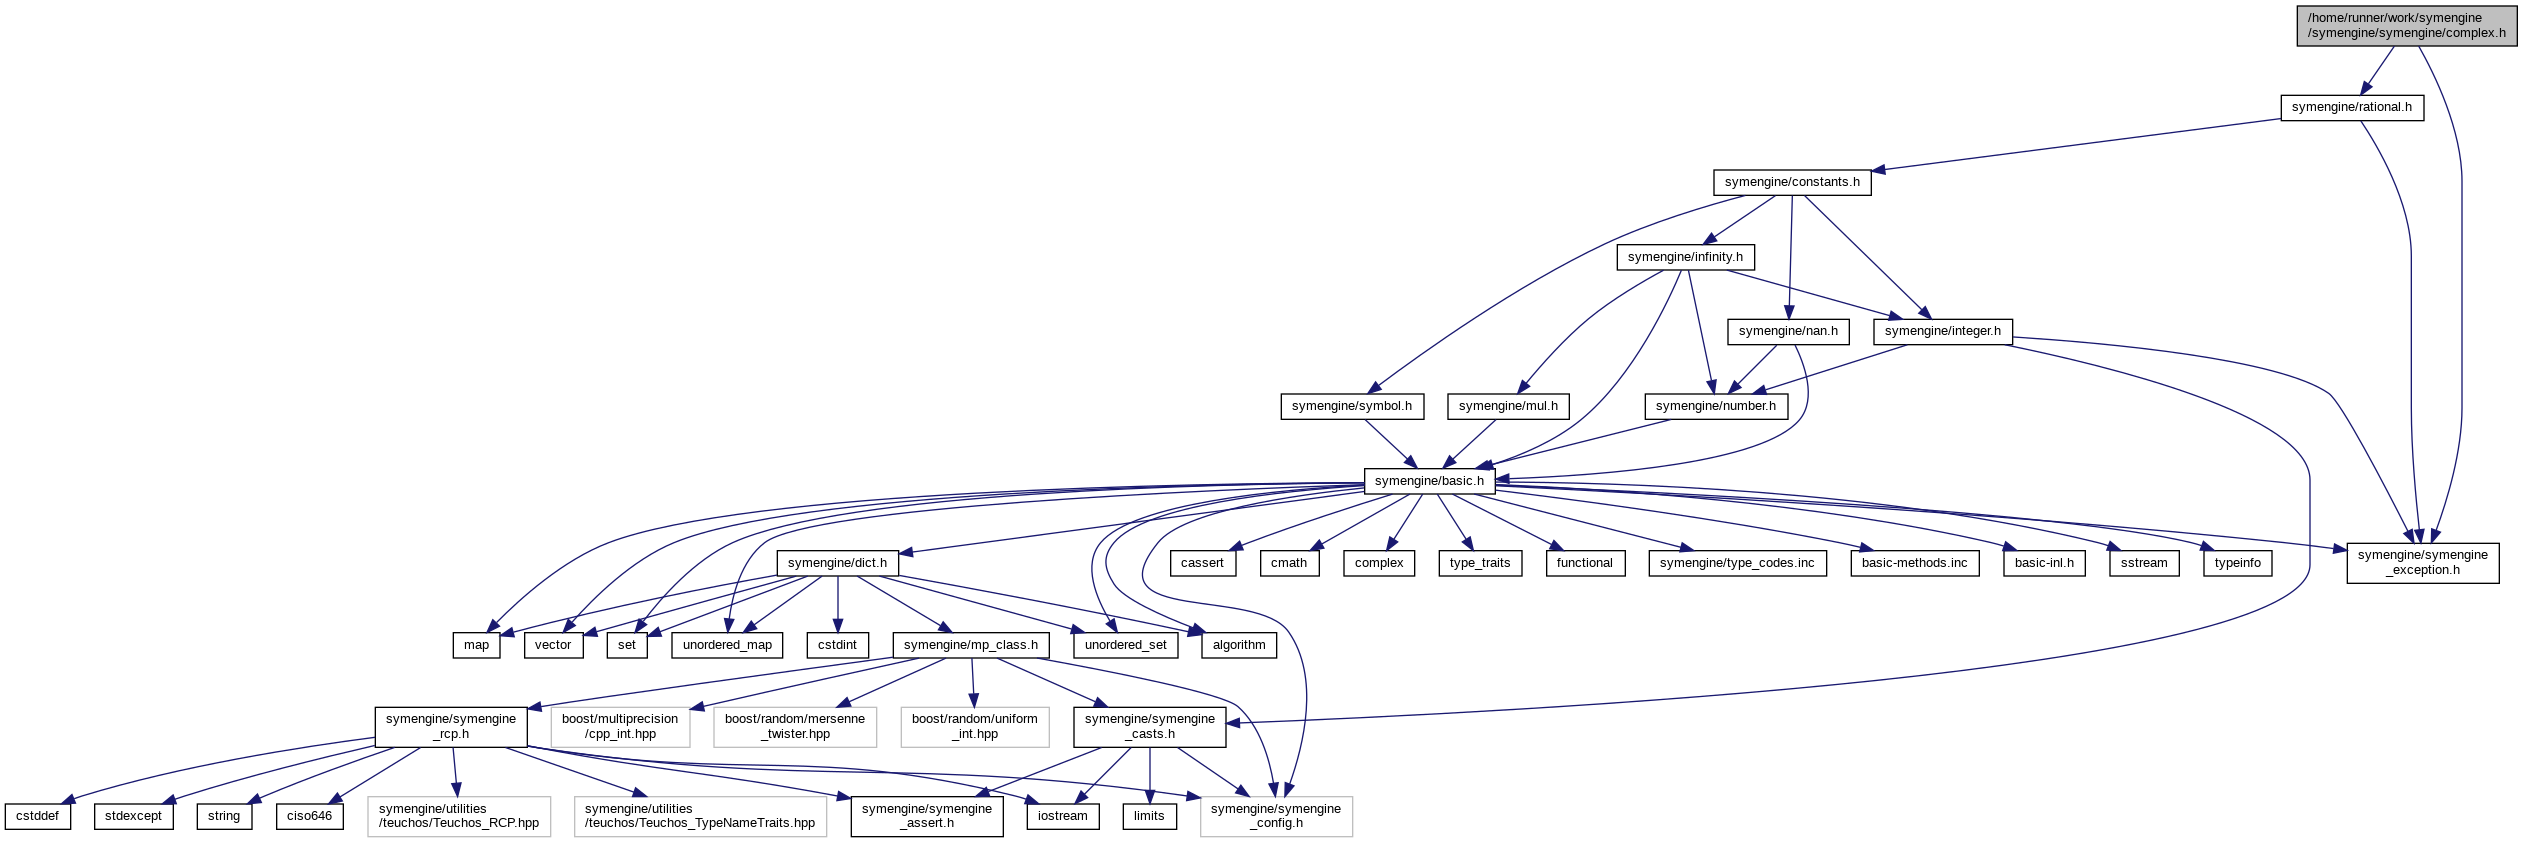 /home/runner/work/symengine
/symengine/symengine/complex.h
symengine/rational.h
symengine/constants.h
symengine/infinity.h
symengine/nan.h
symengine/integer.h
symengine/symbol.h
symengine/mul.h
symengine/number.h
symengine/basic.h
symengine/dict.h
cassert
cmath
complex
type_traits
functional
symengine/type_codes.inc
basic-methods.inc
basic-inl.h
sstream
typeinfo
symengine/symengine
_exception.h
map
vector
set
unordered_map
cstdint
symengine/mp_class.h
unordered_set
algorithm
symengine/symengine
_rcp.h
boost/multiprecision
/cpp_int.hpp
boost/random/mersenne
_twister.hpp
boost/random/uniform
_int.hpp
symengine/symengine
_casts.h
cstddef
stdexcept
string
ciso646
symengine/utilities
/teuchos/Teuchos_RCP.hpp
symengine/utilities
/teuchos/Teuchos_TypeNameTraits.hpp
symengine/symengine
_assert.h
iostream
limits
symengine/symengine
_config.h